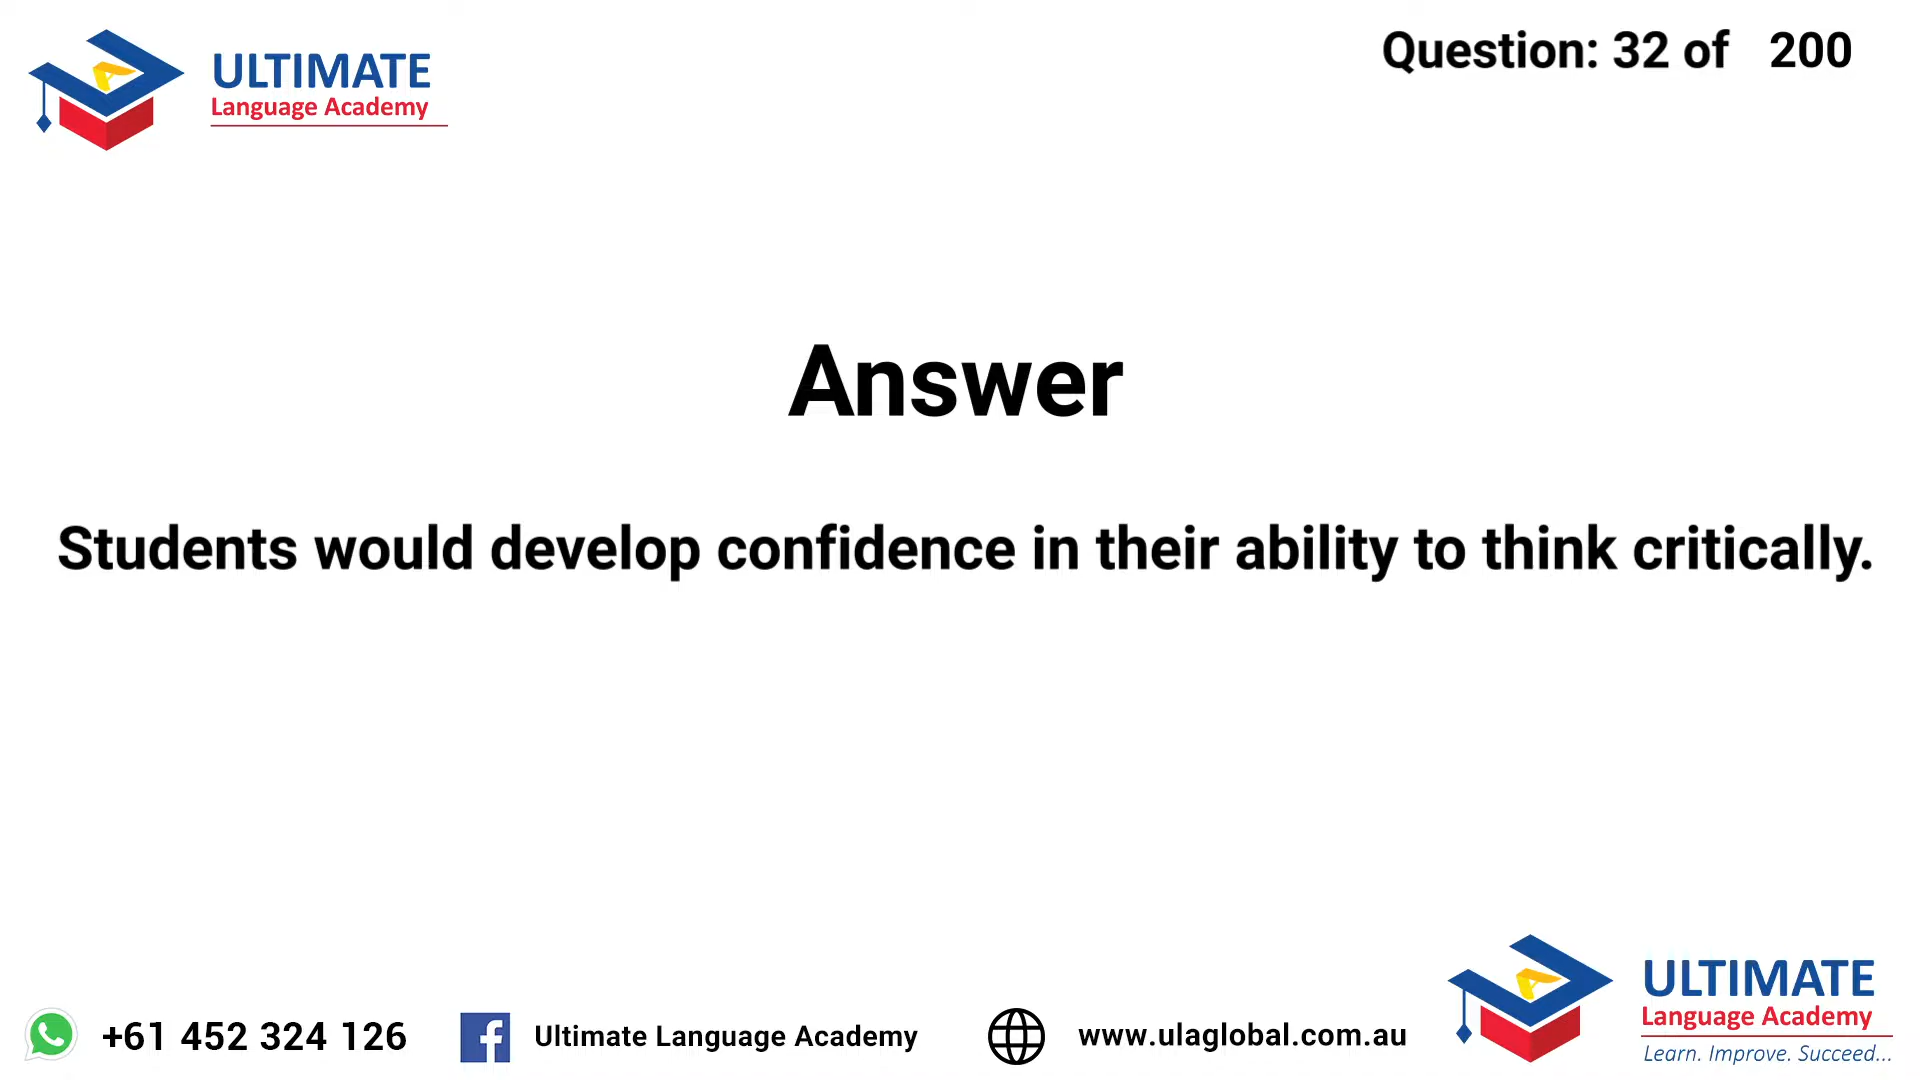 ULTIMATE
Language Academy
Question: 32 of 200
Answer
Students would develop confidence in their ability to think critically.
+61 452 324 126
Ultimate Language Academy
www.ulaglobal.com.au
ULTIMATE
Language Academy
Learn. Improve. Succeed...